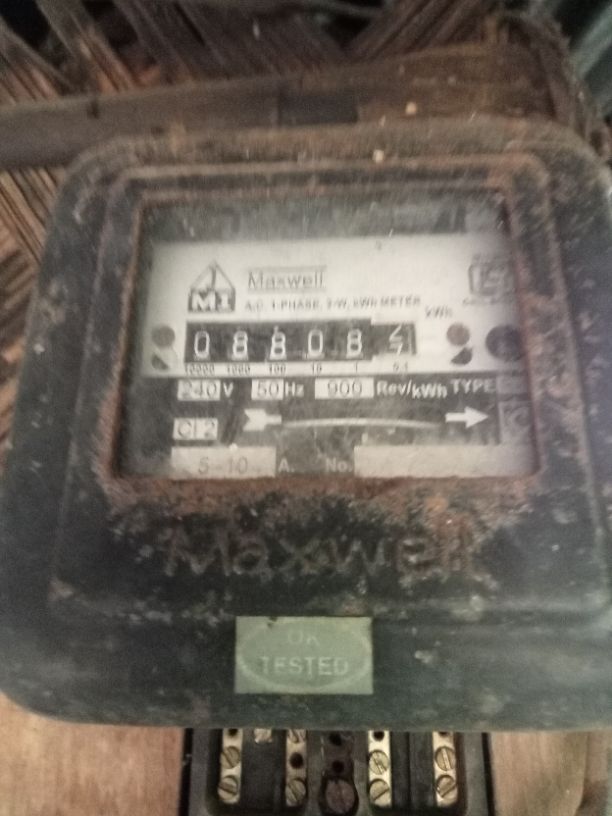 MI
Maxwell
A.C. 1-PHASE, 2-W, kWh METER
kWh
08808
10000 1000 100 10 1 0.1
240 V 50 Hz 900 Rev/kWh TYPE
Cl 2
5-10 A. No.
Maxwell
OK
TESTED